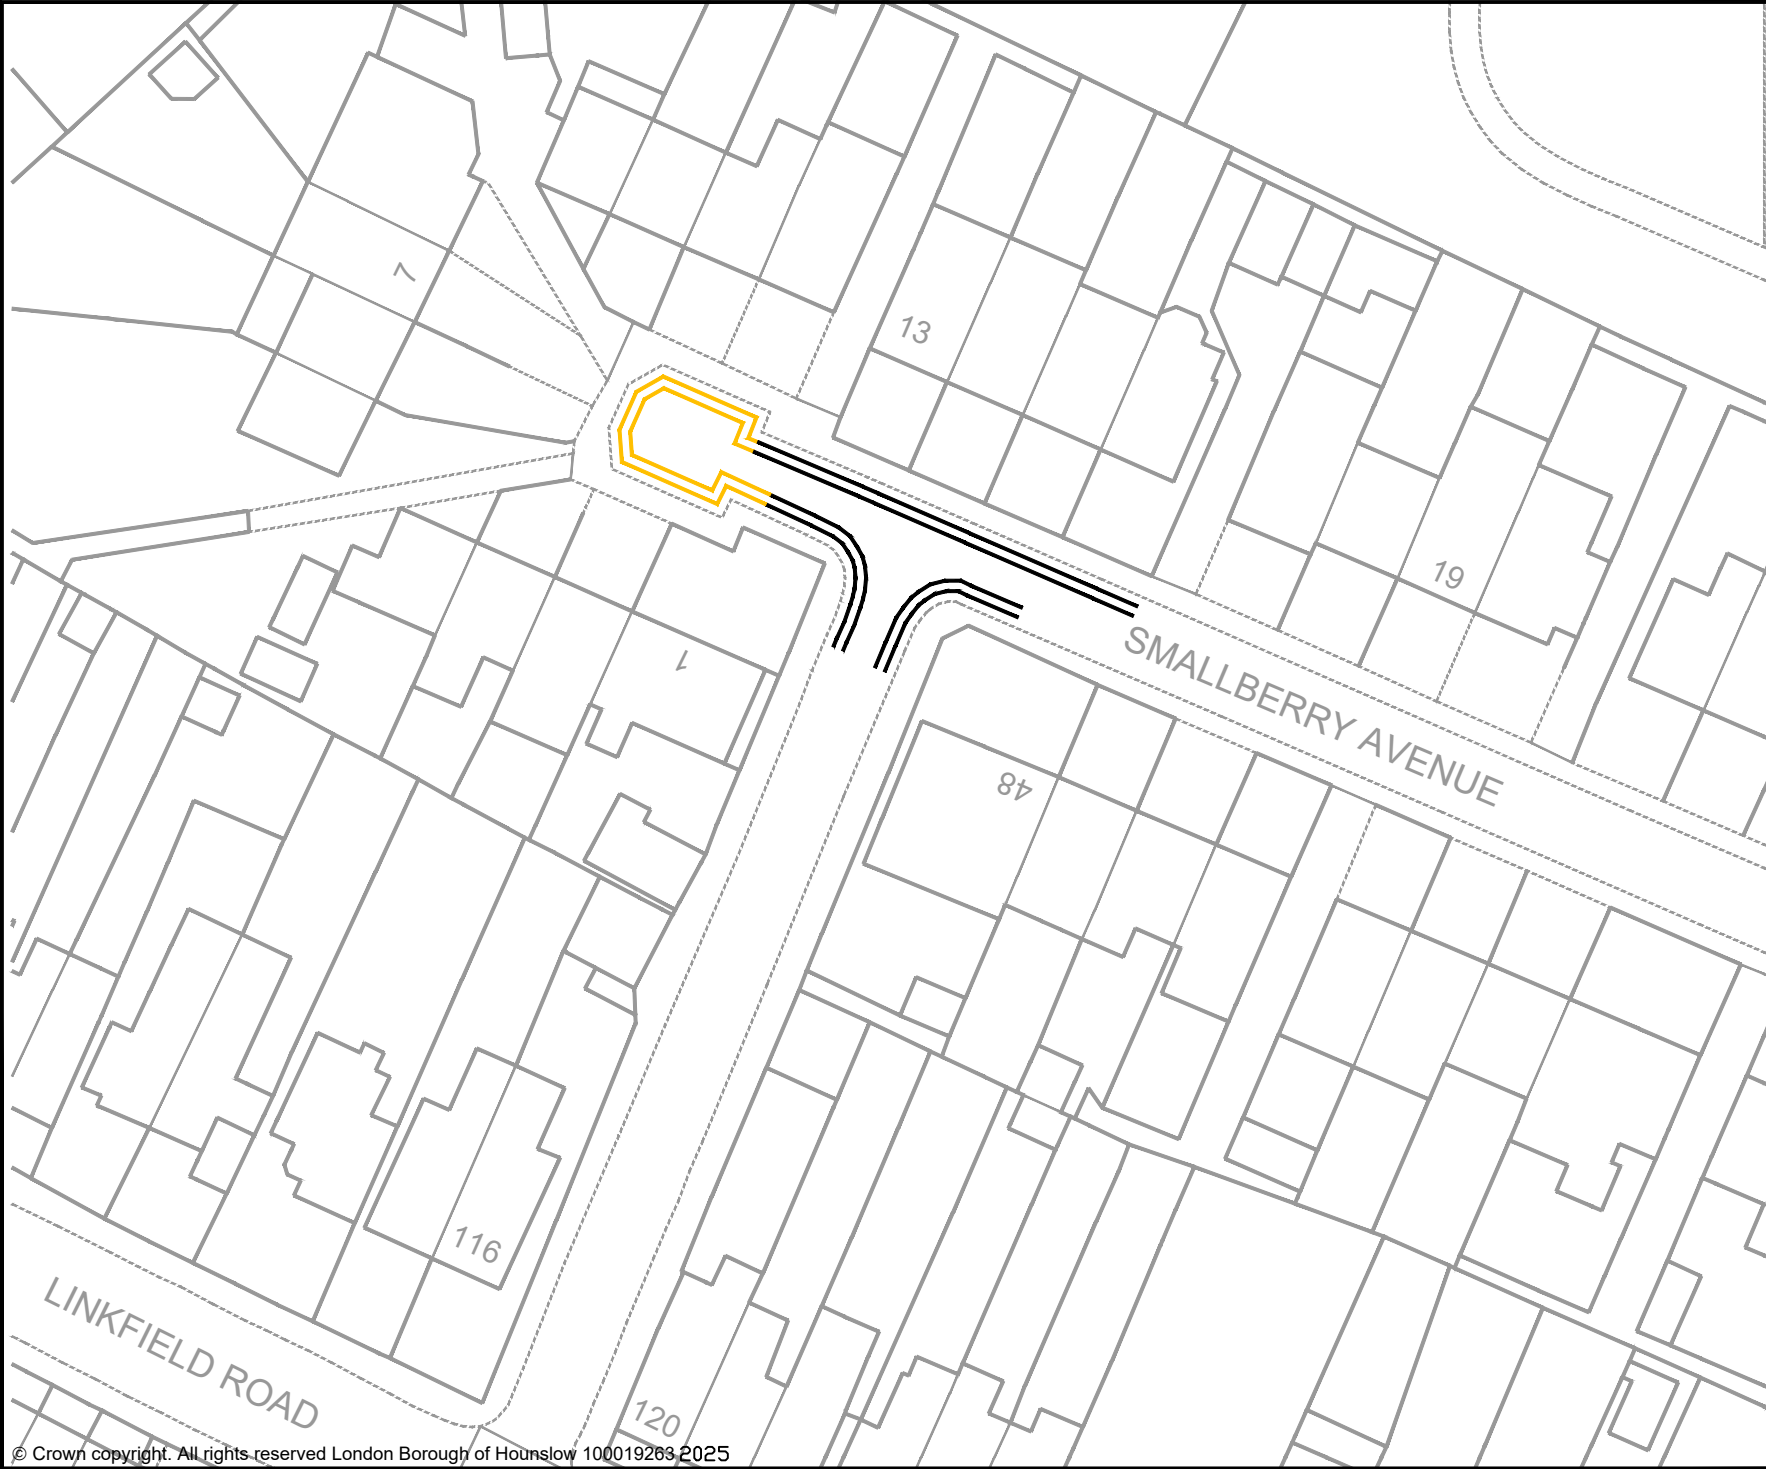 7
13
19
1
SMALLBERRY AVENUE
48
116
LINKFIELD ROAD
120
© Crown copyright. All rights reserved London Borough of Hounslow 100019263 2025